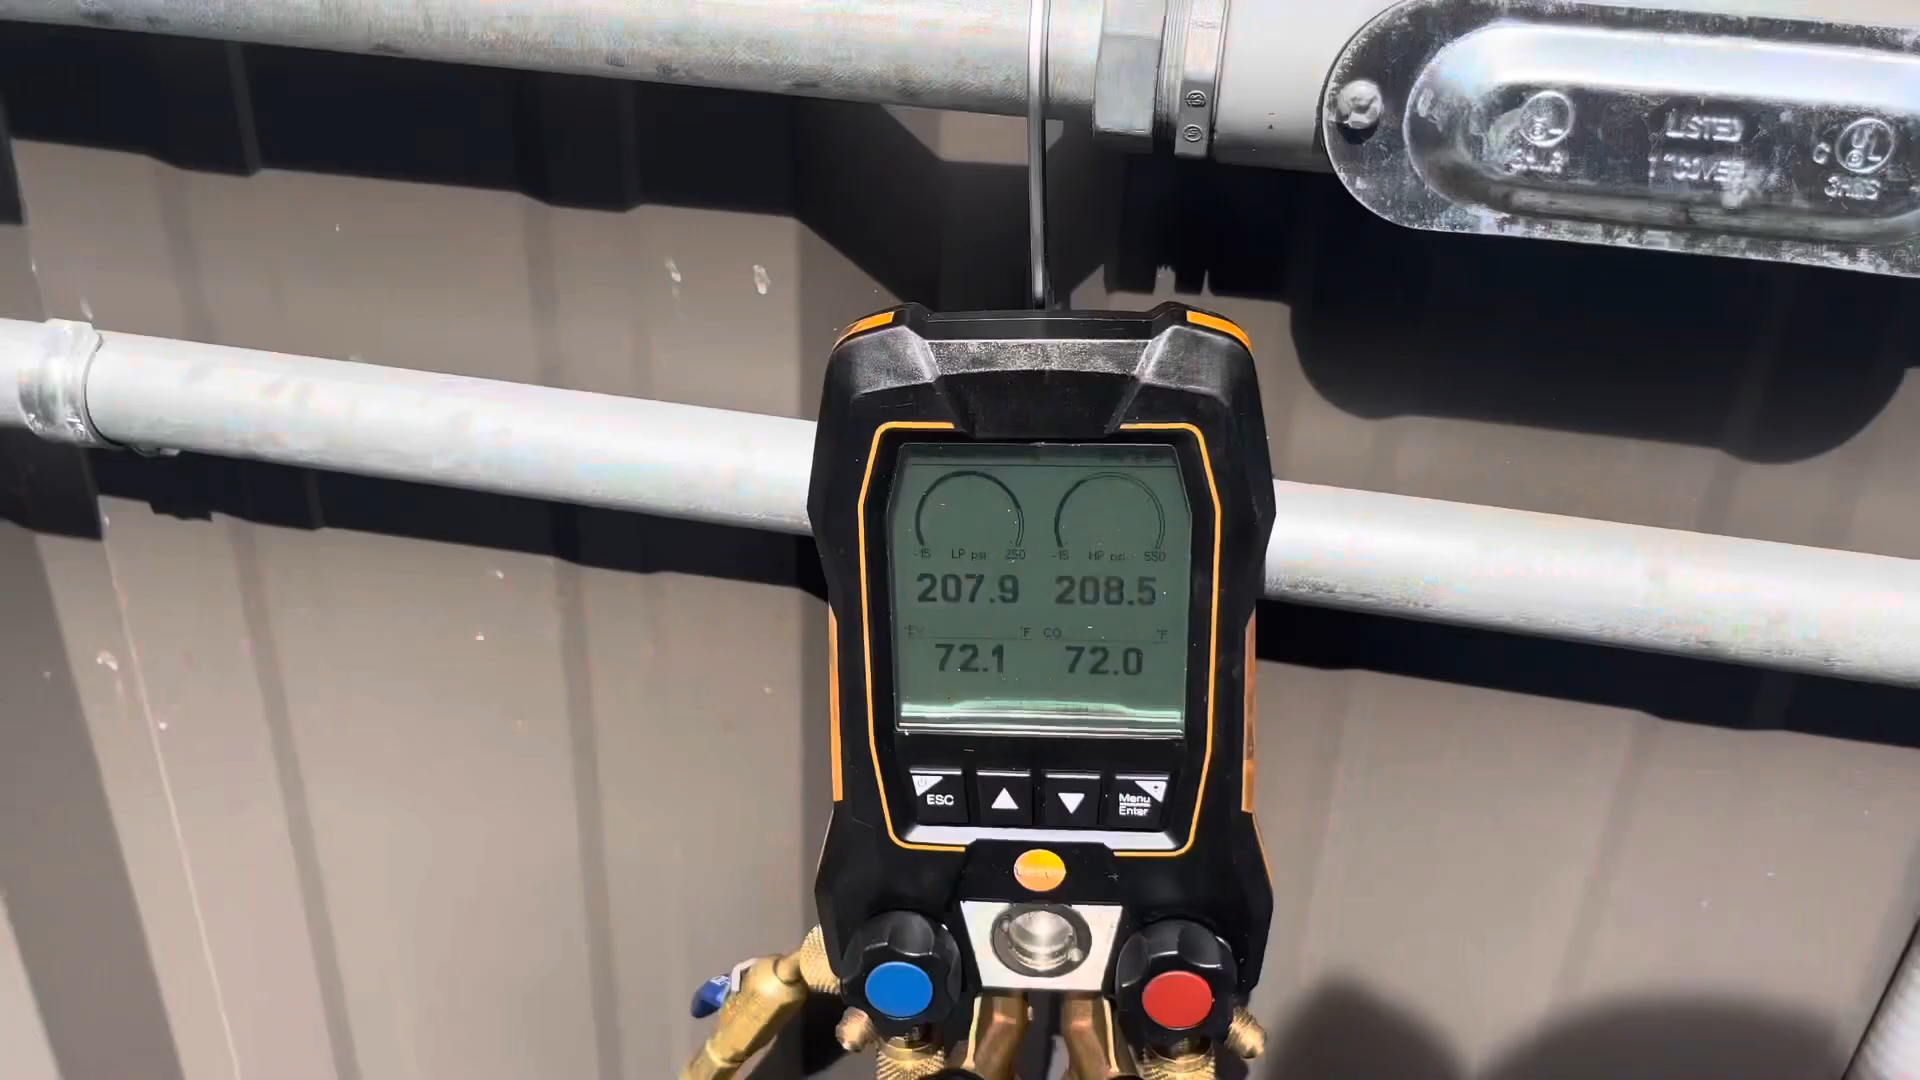 LISTED
-15 LP psi 250
-15 HP psi 550
207.9 208.5
EV °F CO °F
72.1 72.0
ESC
Menu
Enter